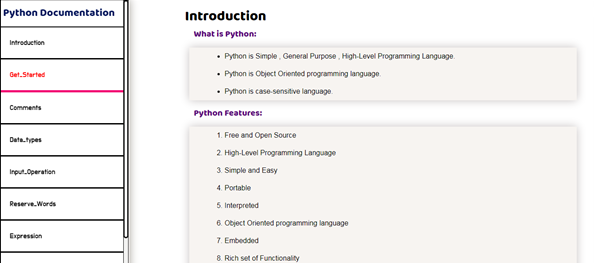 Python Documentation
Introduction
Get_Started
Comments
Data_types
Input_Operation
Reserve_Words
Expression
Introduction
What is Python:
Python is Simple , General Purpose , High-Level Programming Language.
Python is Object Oriented programming language.
Python is case-sensitive language.
Python Features:
1. Free and Open Source
2. High-Level Programming Language
3. Simple and Easy
4. Portable
5. Interpreted
6. Object Oriented programming language
7. Embedded
8. Rich set of Functionality